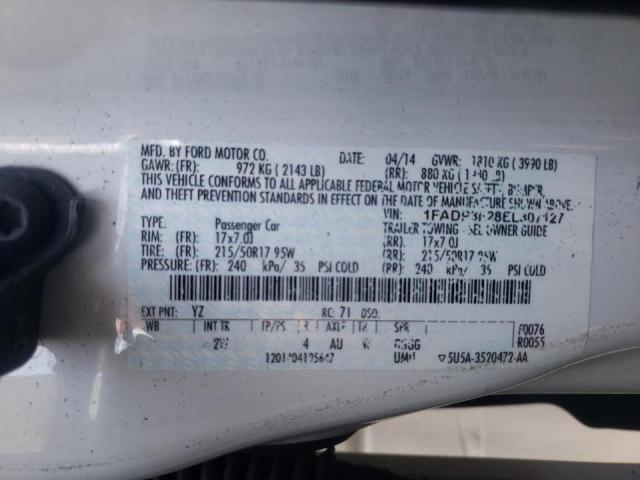 MFD. BY FORD MOTOR CO. DATE: 04/14 GVWR: 1810 KG ( 3990 LB)
GAWR: (FR): 972 KG ( 2143 LB) (RR): 880 KG
THIS VEHICLE CONFORMS TO ALL APPLICABLE FEDERAL MOTOR VEHICLE SAFETY, BUMPER,
AND THEFT PREVENTION STANDARDS IN EFFECT ON THE DATE OF MANUFACTURE SHOWN ABOVE.
VIN:
TYPE: Passenger Car TRAILER TOWING - SEE OWNER GUIDE
RIM: (FR): 17x7.0J (RR): 17x7.0J
TIRE: (FR): 215/50R17 95W (RR): 215/50R17 95W
PRESSURE: (FR): 240 kPa/ 35 PSI COLD (RR): 240 kPa/ 35 PSI COLD
EXT PNT: YZ RC: 71 DSO: F0076
WB INT TR TP/PS R AXLE TR SPR R0055
4 AU
UM 5U5A-3520472-AA